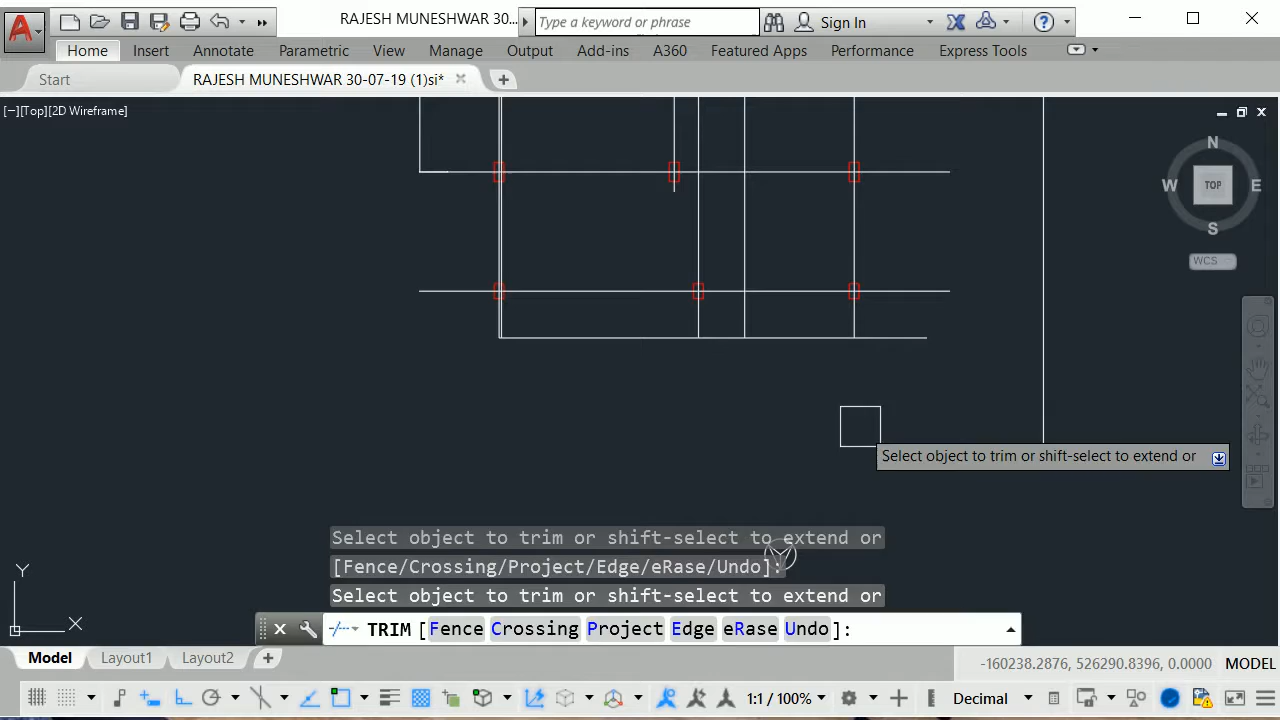 RAJESH MUNESHWAR 30-...
Type a keyword or phrase
Sign In
Home Insert Annotate Parametric View Manage Output Add-ins A360 Featured Apps Performance Express Tools
Start
RAJESH MUNESHWAR 30-07-19 (1)si*
[−][Top][2D Wireframe]
N
W TOP E
S
WCS
Select object to trim or shift-select to extend or
Select object to trim or shift-select to extend or
[Fence/Crossing/Project/Edge/eRase/Undo]:
Select object to trim or shift-select to extend or
TRIM [Fence Crossing Project Edge eRase Undo]:
Y
X
Model Layout1 Layout2
-160238.2876, 526290.8396, 0.0000 MODEL
1:1 / 100%
Decimal